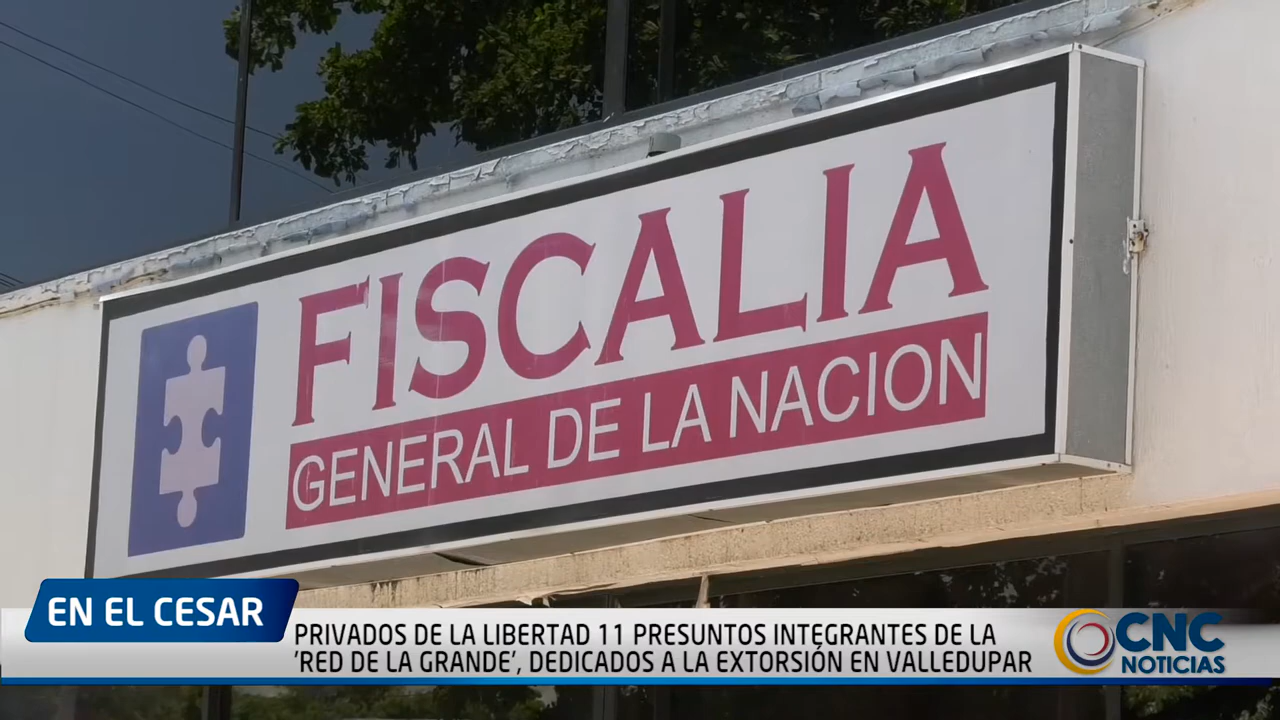 FISCALIA
GENERAL DE LA NACION
EN EL CESAR
PRIVADOS DE LA LIBERTAD 11 PRESUNTOS INTEGRANTES DE LA
'RED DE LA GRANDE', DEDICADOS A LA EXTORSIÓN EN VALLEDUPAR
CNC
NOTICIAS